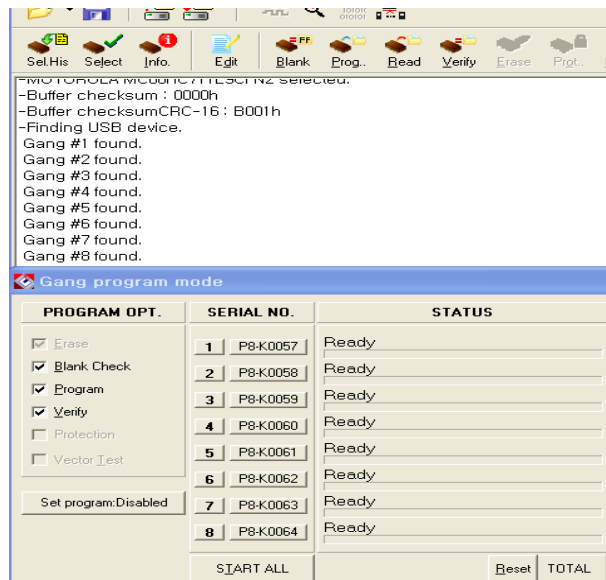 Sel.His Select Info. Edit Blank Prog.. Read Verify Erase Prot..
-MOTOROLA selected.
-Buffer checksum : 0000h
-Buffer checksumCRC-16 : B001h
-Finding USB device.
Gang #1 found.
Gang #2 found.
Gang #3 found.
Gang #4 found.
Gang #5 found.
Gang #6 found.
Gang #7 found.
Gang #8 found.
Gang program mode
PROGRAM OPT. SERIAL NO. STATUS
Erase
Blank Check
Program
Verify
Protection
Vector Test
Set program:Disabled
1 P8-K0057 Ready
2 P8-K0058 Ready
3 P8-K0059 Ready
4 P8-K0060 Ready
5 P8-K0061 Ready
6 P8-K0062 Ready
7 P8-K0063 Ready
8 P8-K0064 Ready
START ALL Reset TOTAL